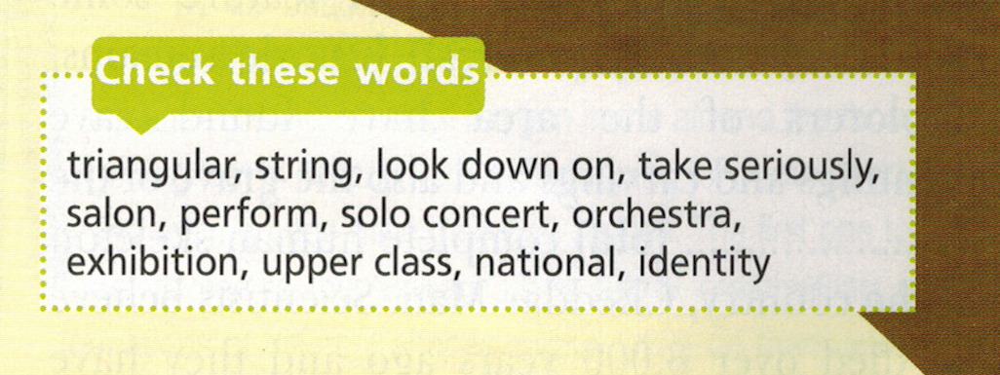 Check these words
triangular, string, look down on, take seriously,
salon, perform, solo concert, orchestra,
exhibition, upper class, national, identity